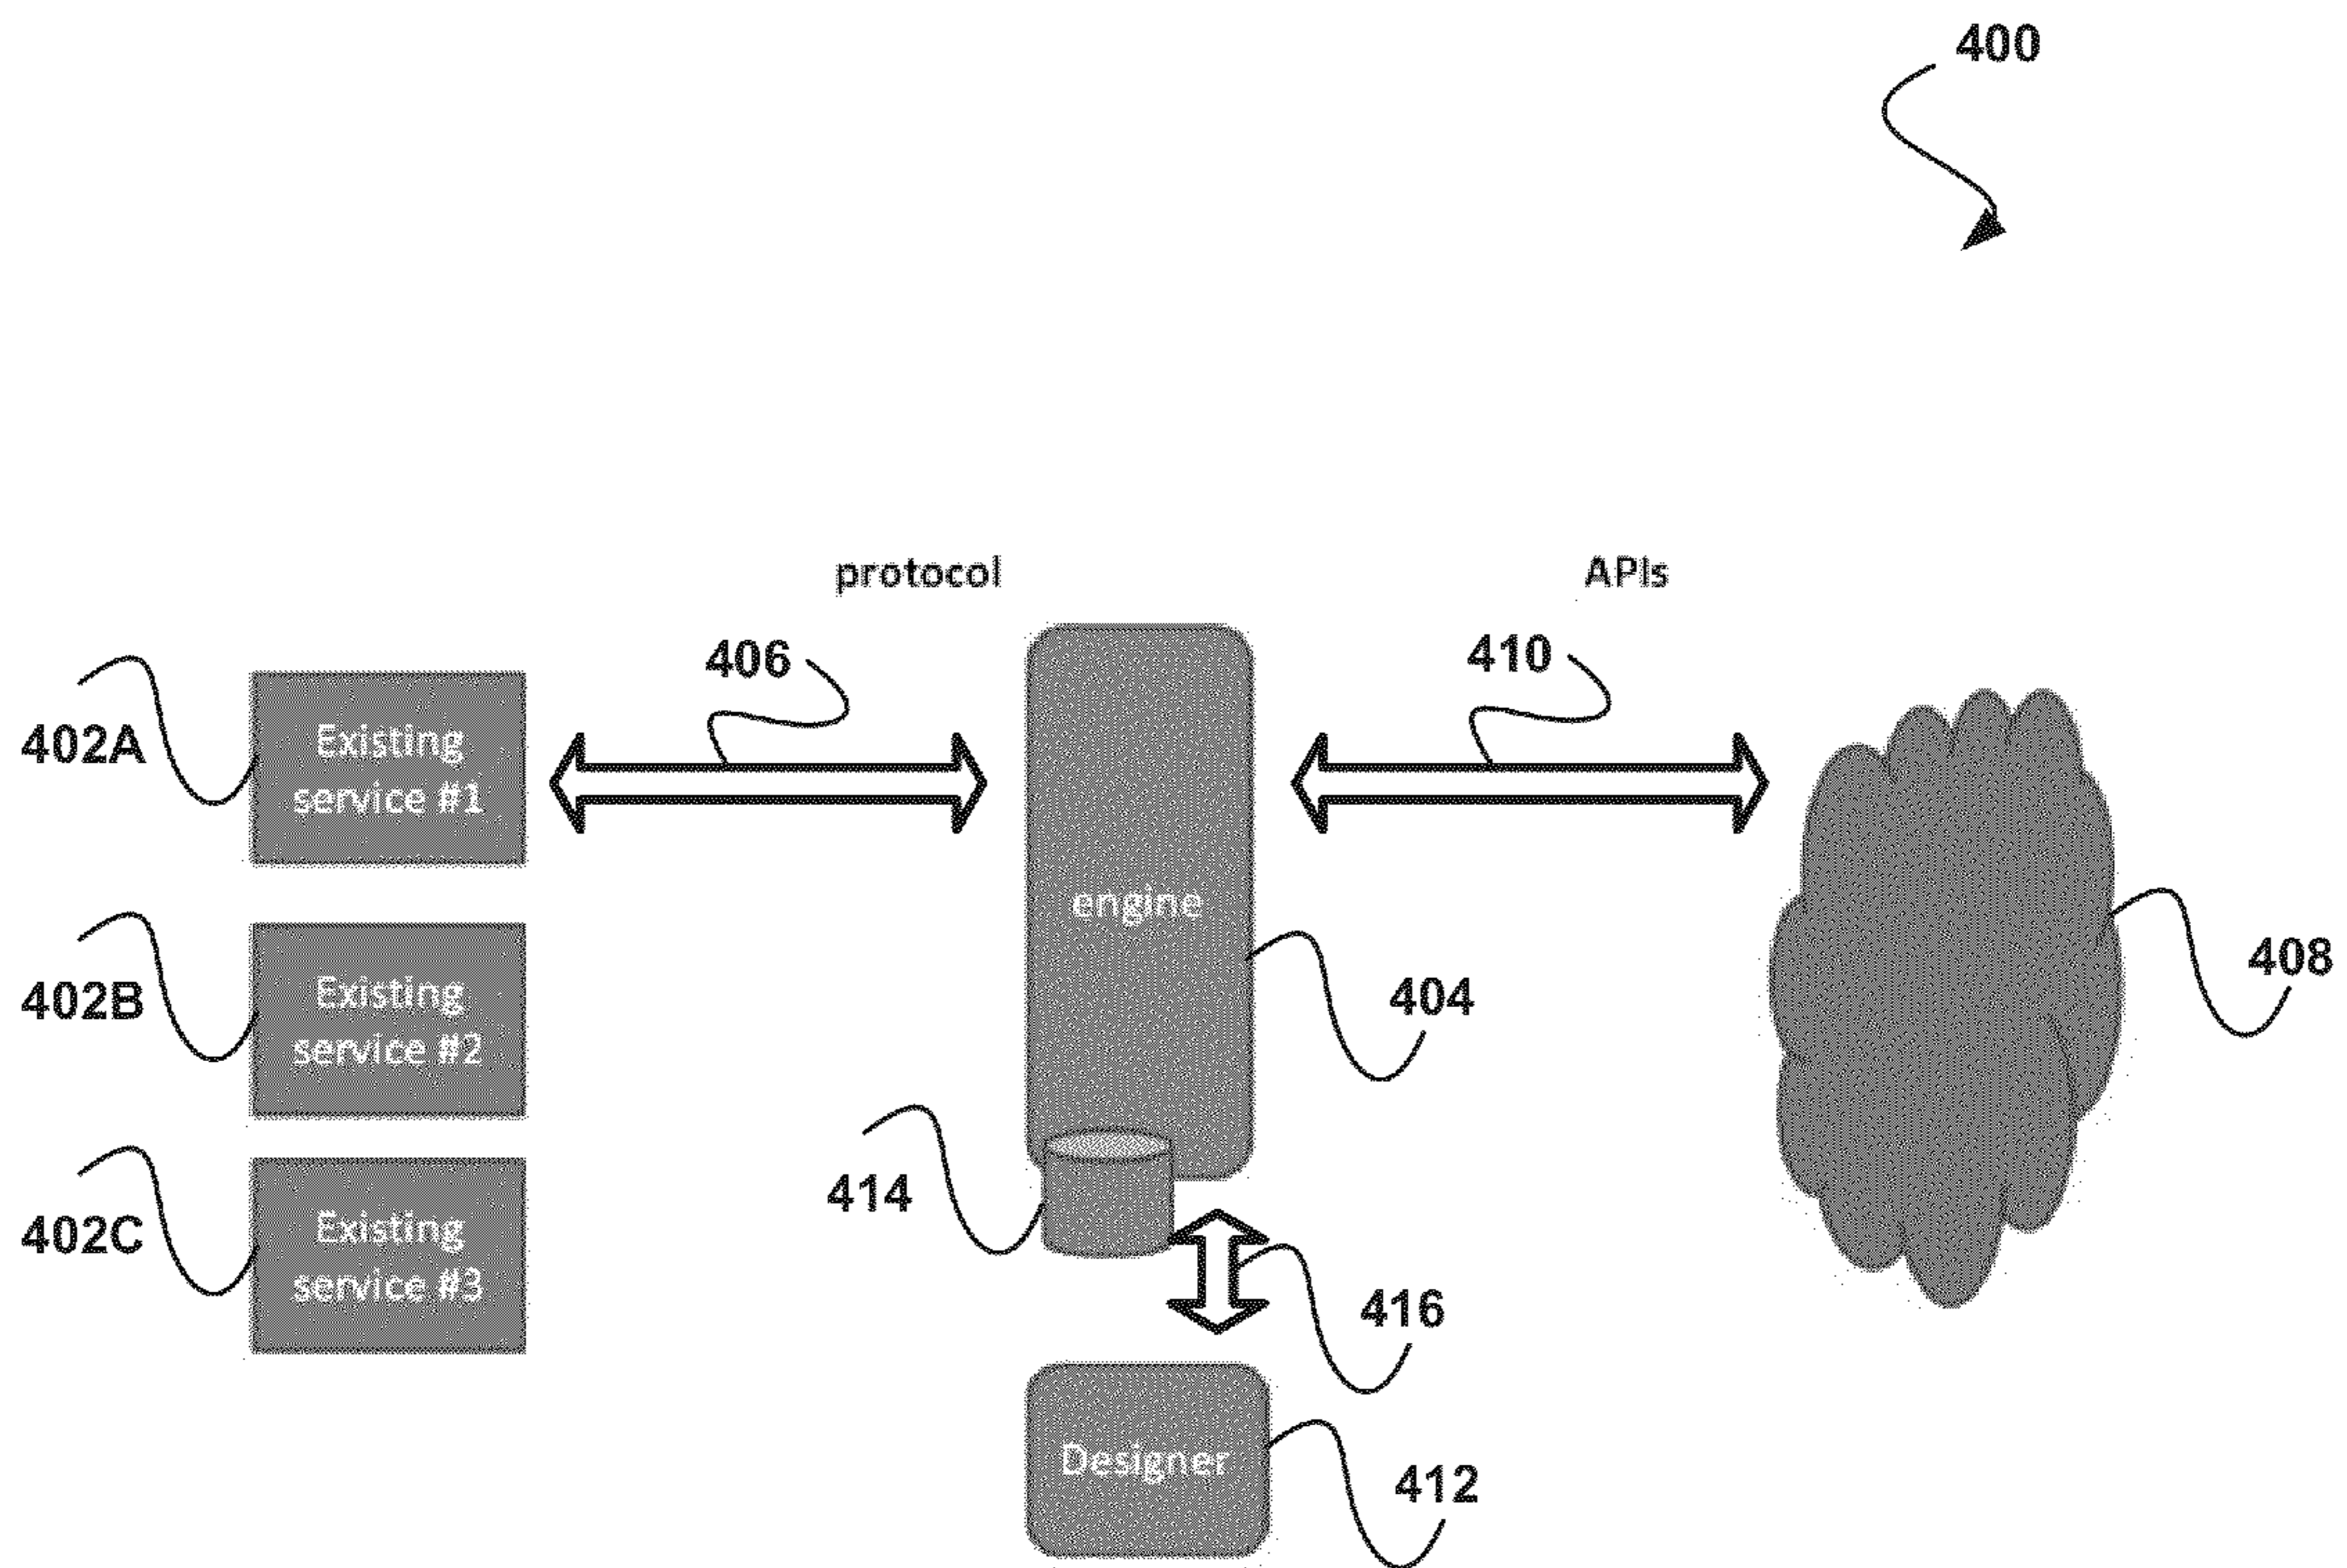 400
protocol
APIs
406
410
402A
Existing
service #1
engine
402B
Existing
service #2
404
408
414
402C
Existing
service #3
416
Designer
412